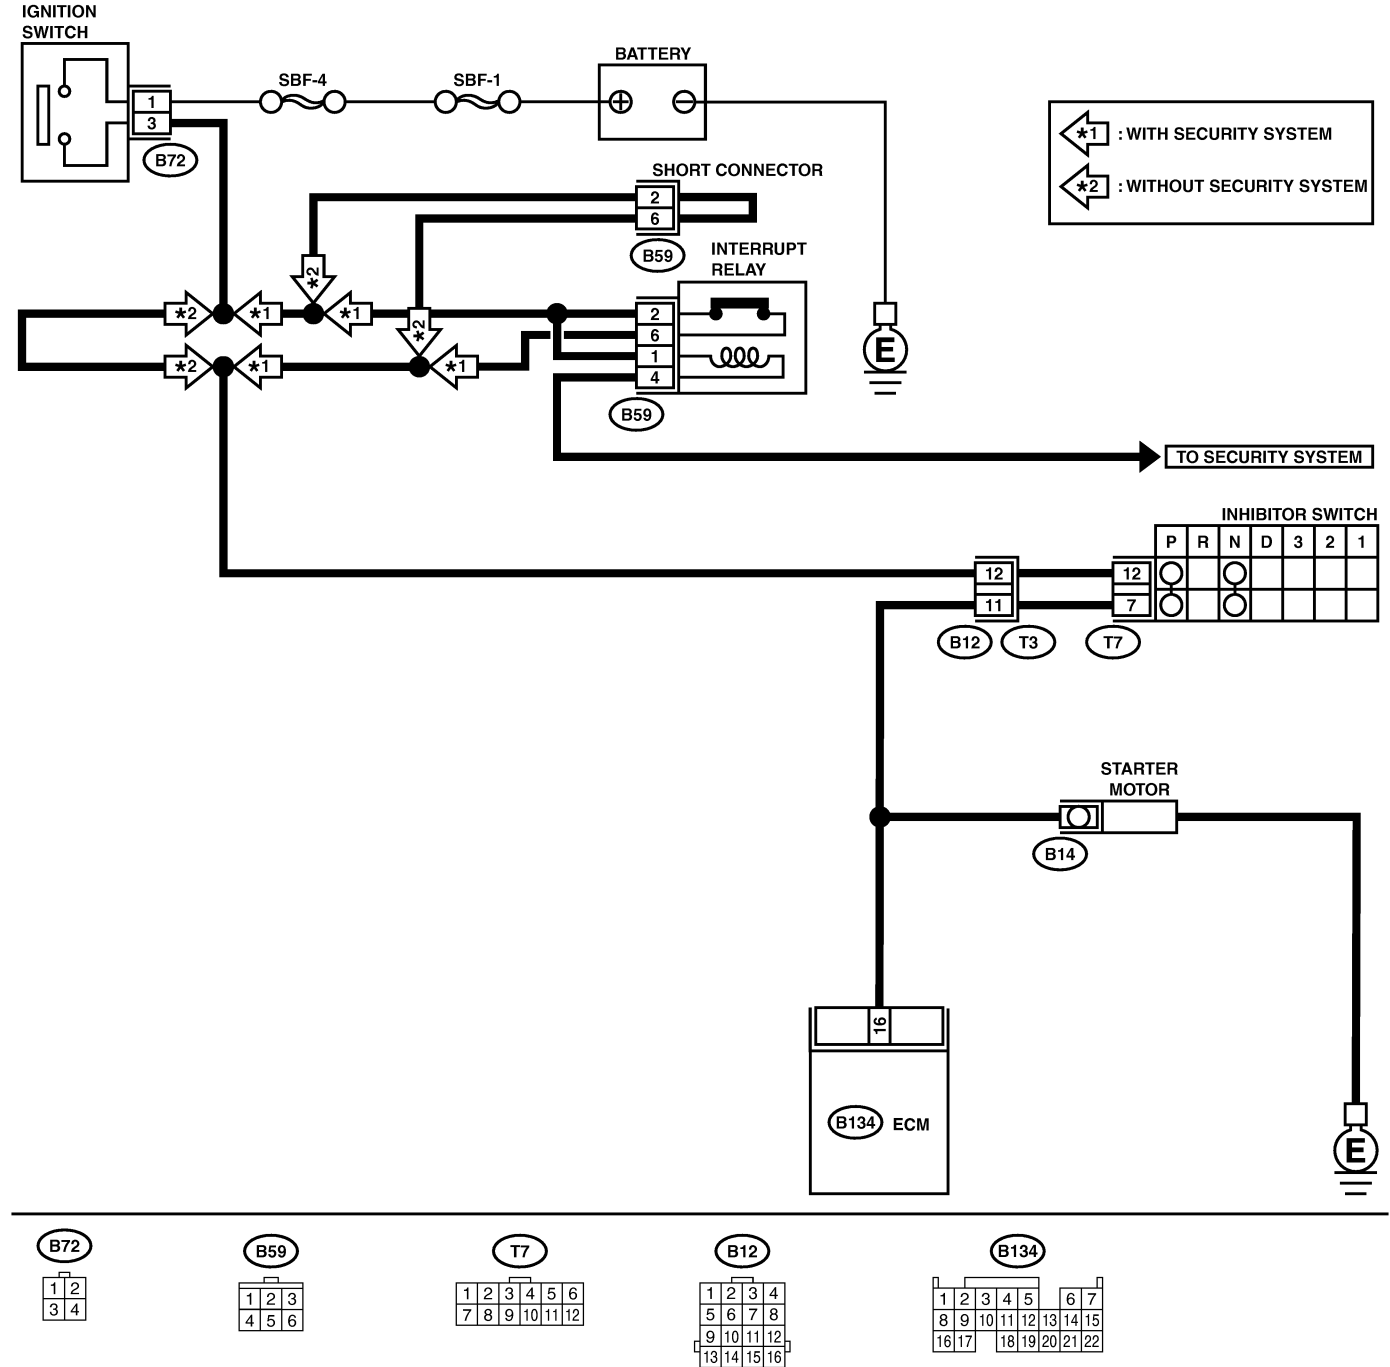 IGNITION
SWITCH
SBF-4
SBF-1
BATTERY
1
3
B72
*1 : WITH SECURITY SYSTEM
*2 : WITHOUT SECURITY SYSTEM
SHORT CONNECTOR
2
6
B59
INTERRUPT
RELAY
*2
*2 *1 *1
*2
*2 *1 *1
2
6
1
4
B59
E
TO SECURITY SYSTEM
INHIBITOR SWITCH
P R N D 3 2 1
12 12
11 7
B12 T3 T7
STARTER
MOTOR
B14
16
B134 ECM
E
B72
1 2
3 4
B59
1 2 3
4 5 6
T7
1 2 3 4 5 6
7 8 9 10 11 12
B12
1 2 3 4
5 6 7 8
9 10 11 12
13 14 15 16
B134
1 2 3 4 5 6 7
8 9 10 11 12 13 14 15
16 17 18 19 20 21 22